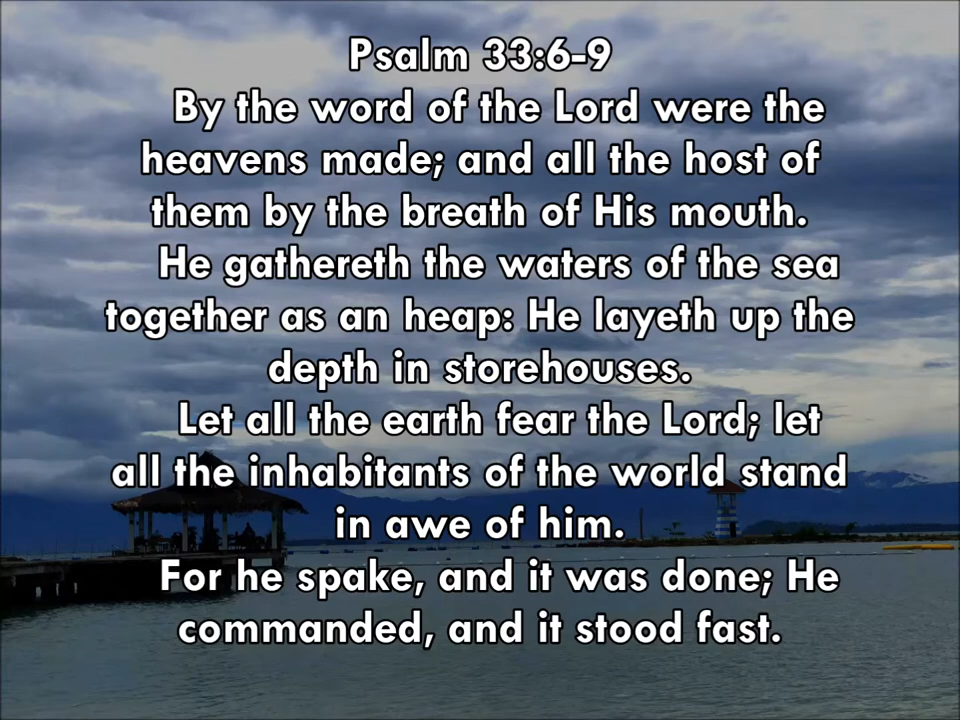 Psalm 33:6-9
By the word of the Lord were the
heavens made; and all the host of
them by the breath of His mouth.
He gathereth the waters of the sea
together as an heap: He layeth up the
depth in storehouses.
Let all the earth fear the Lord; let
all the inhabitants of the world stand
in awe of him.
For he spake, and it was done; He
commanded, and it stood fast.